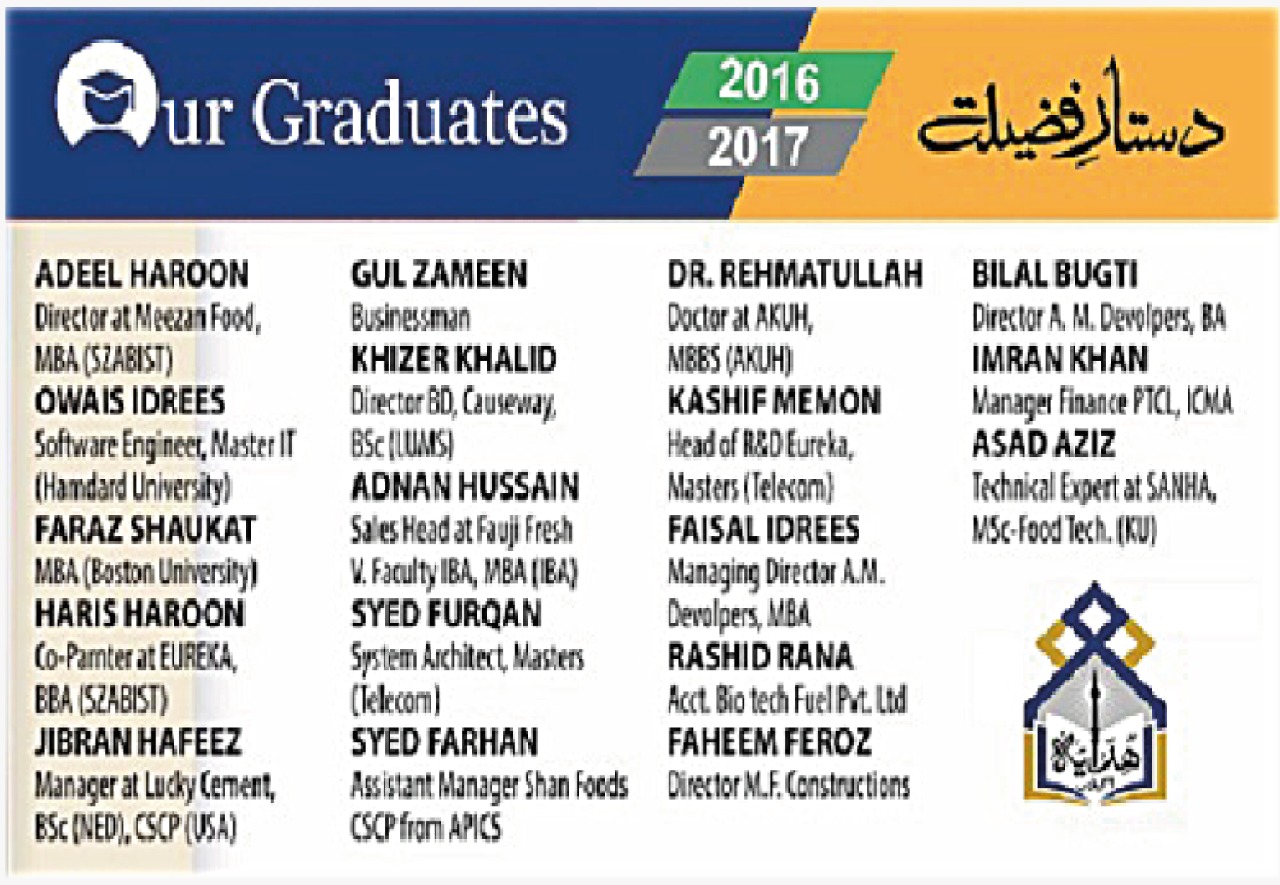 Our Graduates
2016
2017
دستارِ فضیلت
ADEEL HAROON
Director at Meezan Food,
MBA (SZABIST)
OWAIS IDREES
Software Engineer, Master IT
(Hamdard University)
FARAZ SHAUKAT
MBA (Boston University)
HARIS HAROON
Co-Parnter at EUREKA,
BBA (SZABIST)
JIBRAN HAFEEZ
Manager at Lucky Cement,
BSc (NED), CSCP (USA)
GUL ZAMEEN
Businessman
KHIZER KHALID
Director BD, Causeway,
BSc (LUMS)
ADNAN HUSSAIN
Sales Head at Fauji Fresh
V. Faculty IBA, MBA (IBA)
SYED FURQAN
System Architect, Masters
(Telecom)
SYED FARHAN
Assistant Manager Shan Foods
CSCP from APICS
DR. REHMATULLAH
Doctor at AKUH,
MBBS (AKUH)
KASHIF MEMON
Head of R&D Eureka,
Masters (Telecom)
FAISAL IDREES
Managing Director A.M.
Devolpers, MBA
RASHID RANA
Acct. Bio tech Fuel Pvt. Ltd
FAHEEM FEROZ
Director M.F. Constructions
BILAL BUGTI
Director A. M. Devolpers, BA
IMRAN KHAN
Manager Finance PTCL, ICMA
ASAD AZIZ
Technical Expert at SANHA,
MSc-Food Tech. (KU)